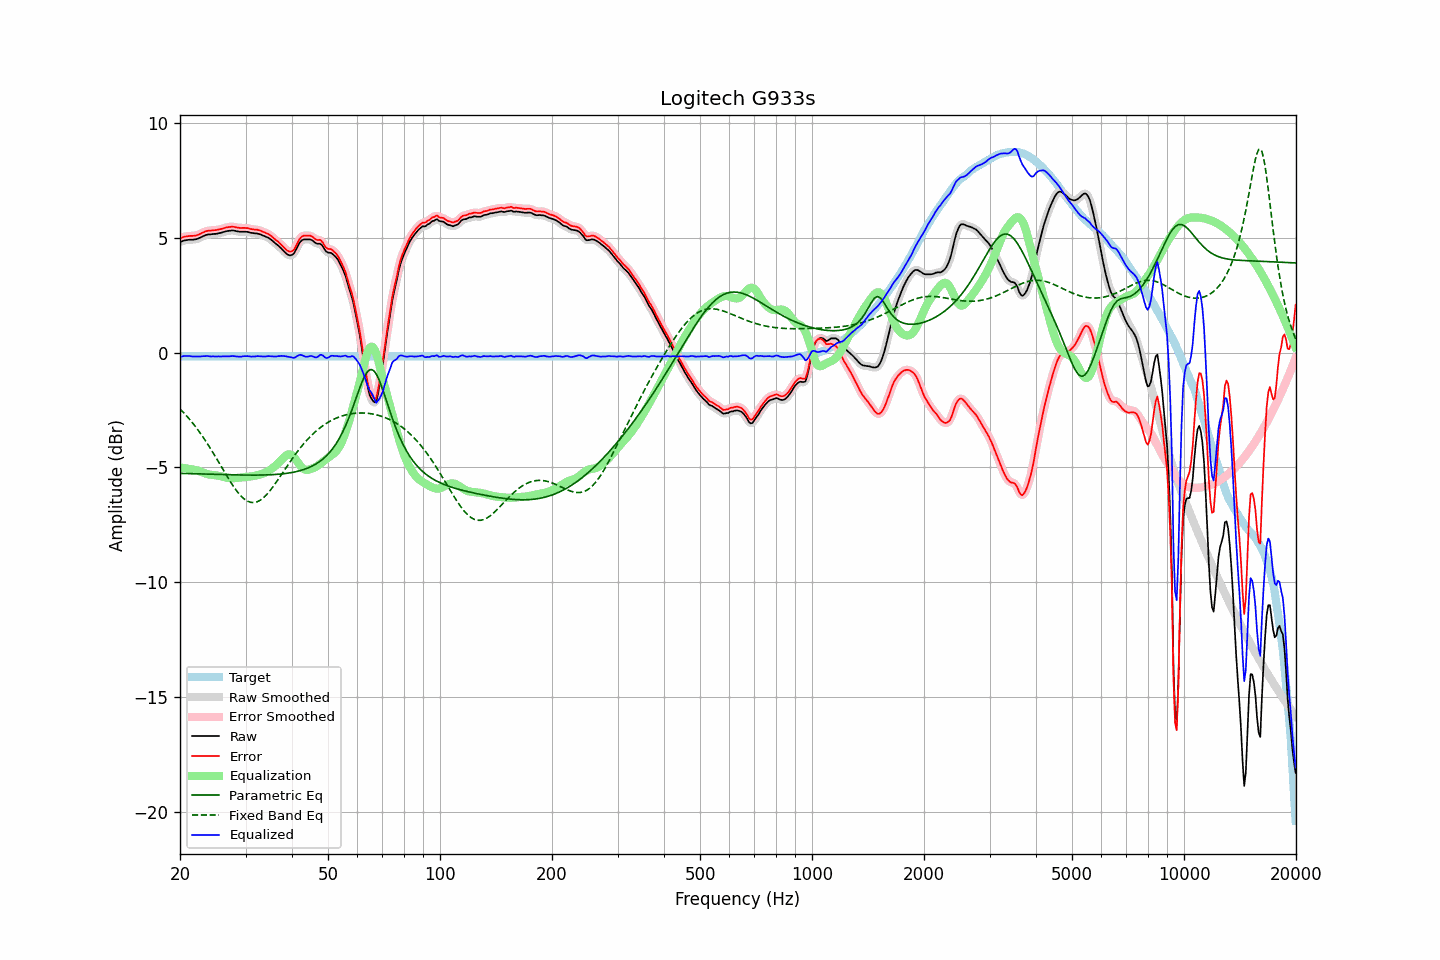 Logitech G933s
10
5
0
−5
−10
−15
−20
Amplitude (dBr)
Target
Raw Smoothed
Error Smoothed
Raw
Error
Equalization
Parametric Eq
Fixed Band Eq
Equalized
20
50
100
200
500
1000
2000
5000
10000
20000
Frequency (Hz)